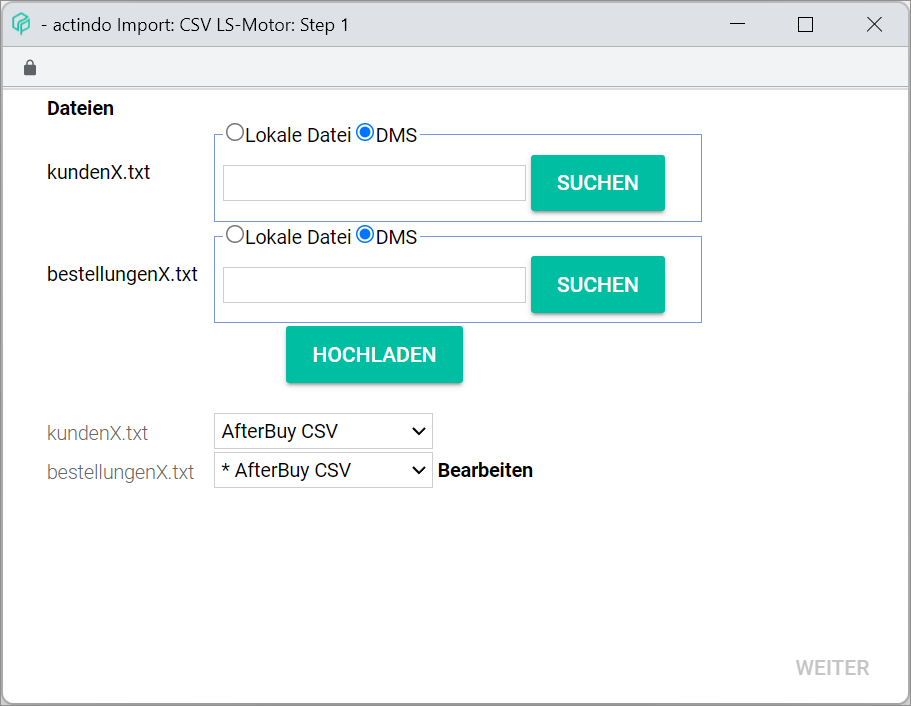 - actindo Import: CSV LS-Motor: Step 1
Dateien
Lokale Datei DMS
kundenX.txt
SUCHEN
Lokale Datei DMS
bestellungenX.txt
SUCHEN
HOCHLADEN
kundenX.txt AfterBuy CSV
bestellungenX.txt * AfterBuy CSV Bearbeiten
WEITER